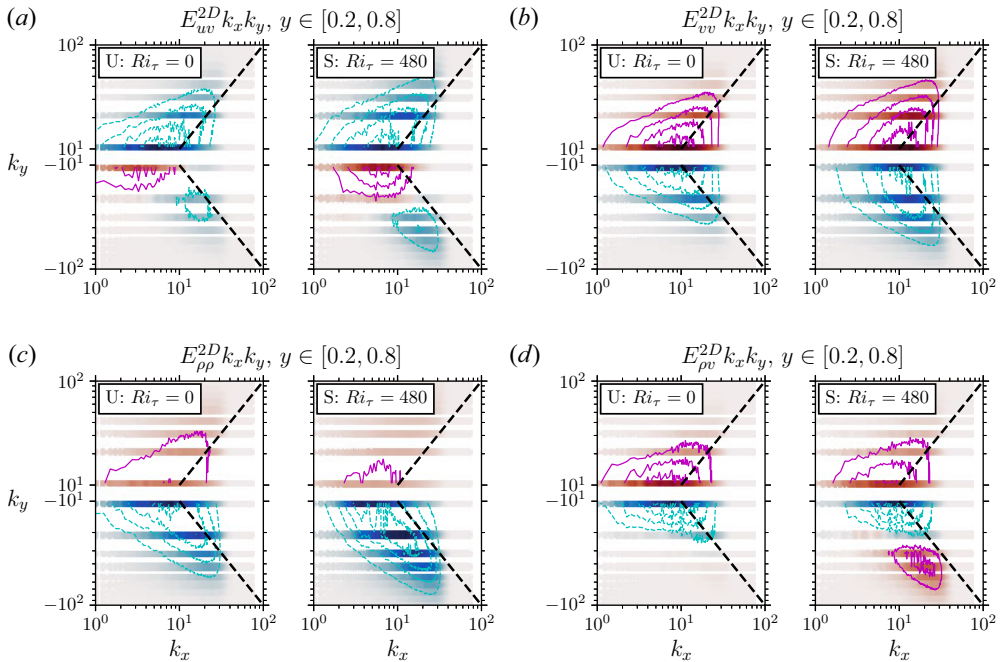 (a) E_{uv}^{2D} k_x k_y, y ∈ [0.2, 0.8]
(b) E_{vv}^{2D} k_x k_y, y ∈ [0.2, 0.8]
10^2 U: Ri_τ = 0 S: Ri_τ = 480
10^2 U: Ri_τ = 0 S: Ri_τ = 480
k_y
10^1
−10^1
10^1
−10^1
−10^2
−10^2
10^0 10^1 10^2 10^0 10^1 10^2
10^0 10^1 10^2 10^0 10^1 10^2
(c) E_{ρρ}^{2D} k_x k_y, y ∈ [0.2, 0.8]
(d) E_{ρv}^{2D} k_x k_y, y ∈ [0.2, 0.8]
10^2 U: Ri_τ = 0 S: Ri_τ = 480
10^2 U: Ri_τ = 0 S: Ri_τ = 480
k_y
10^1
−10^1
10^1
−10^1
−10^2
−10^2
10^0 10^1 10^2 10^0 10^1 10^2
10^0 10^1 10^2 10^0 10^1 10^2
k_x k_x k_x k_x